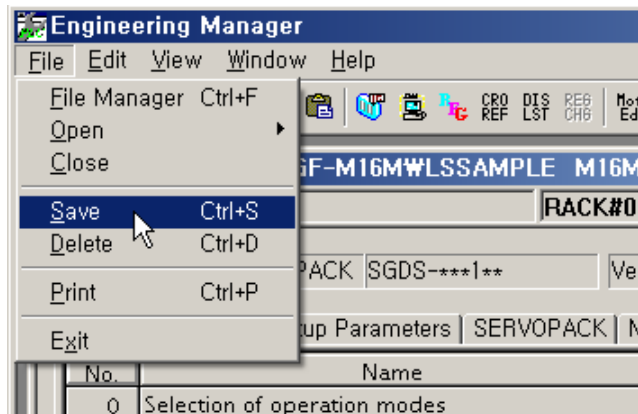 Engineering Manager
File Edit View Window Help
File Manager Ctrl+F
Open
Close
Save Ctrl+S
Delete Ctrl+D
Print Ctrl+P
Exit
CRO REF DIS LST REG CHG
GF-M16M₩LSSAMPLE M16M
RACK#0
PACK SGDS-***1** Ve
up Parameters SERVOPACK
No. Name
0 Selection of operation modes